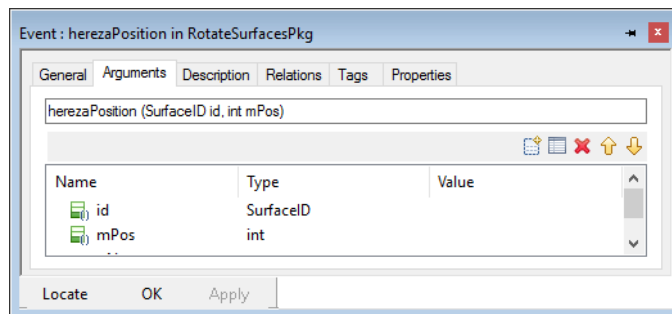 Event : herezaPosition in RotateSurfacesPkg
General Arguments Description Relations Tags Properties
herezaPosition (SurfaceID id, int mPos)
Name Type Value
id SurfaceID
mPos int
Locate OK Apply